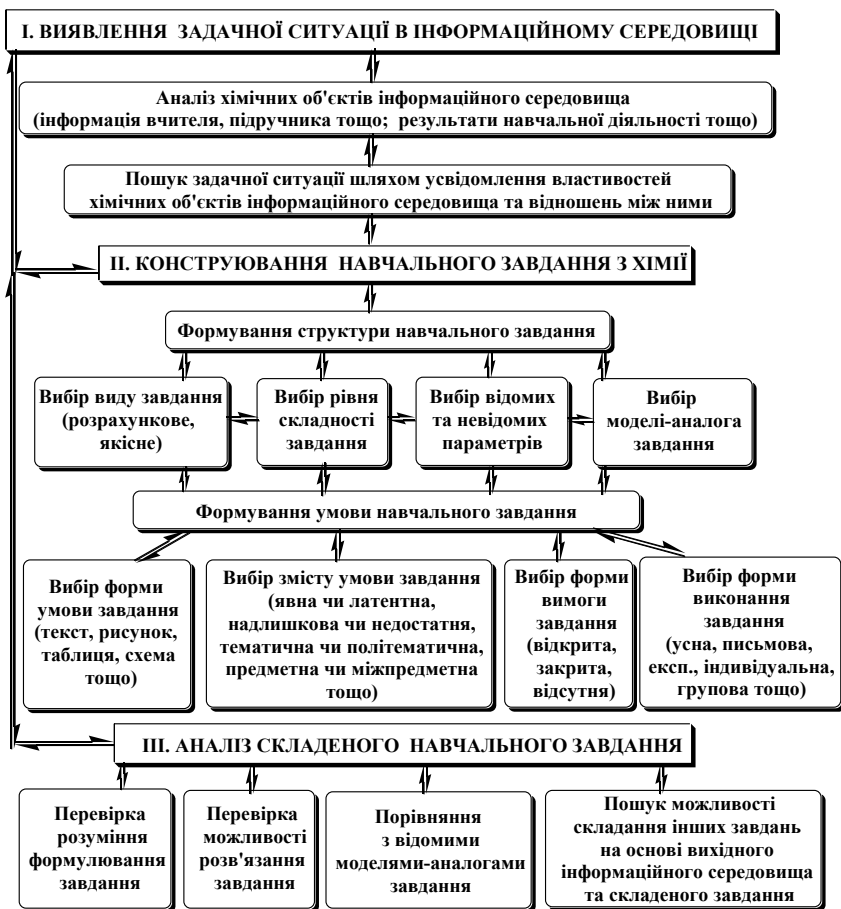 І. ВИЯВЛЕННЯ ЗАДАЧНОЇ СИТУАЦІЇ В ІНФОРМАЦІЙНОМУ СЕРЕДОВИЩІ
Аналіз хімічних об'єктів інформаційного середовища
(інформація вчителя, підручника тощо; результати навчальної діяльності тощо)
Пошук задачної ситуації шляхом усвідомлення властивостей
хімічних об'єктів інформаційного середовища та відношень між ними
ІІ. КОНСТРУЮВАННЯ НАВЧАЛЬНОГО ЗАВДАННЯ З ХІМІЇ
Формування структури навчального завдання
Вибір виду завдання
(розрахункове,
якісне)
Вибір рівня
складності
завдання
Вибір відомих
та невідомих
параметрів
Вибір
моделі-аналога
завдання
Формування умови навчального завдання
Вибір форми
умови завдання
(текст, рисунок,
таблиця, схема
тощо)
Вибір змісту умови завдання
(явна чи латентна,
надлишкова чи недостатня,
тематична чи політематична,
предметна чи міжпредметна
тощо)
Вибір форми
вимоги
завдання
(відкрита,
закрита,
відсутня)
Вибір форми
виконання
завдання
(усна, письмова,
експ., індивідуальна,
групова тощо)
ІІІ. АНАЛІЗ СКЛАДЕНОГО НАВЧАЛЬНОГО ЗАВДАННЯ
Перевірка
розуміння
формулювання
завдання
Перевірка
можливості
розв'язання
завдання
Порівняння
з відомими
моделями-аналогами
завдання
Пошук можливості
складання інших завдань
на основі вихідного
інформаційного середовища
та складеного завдання